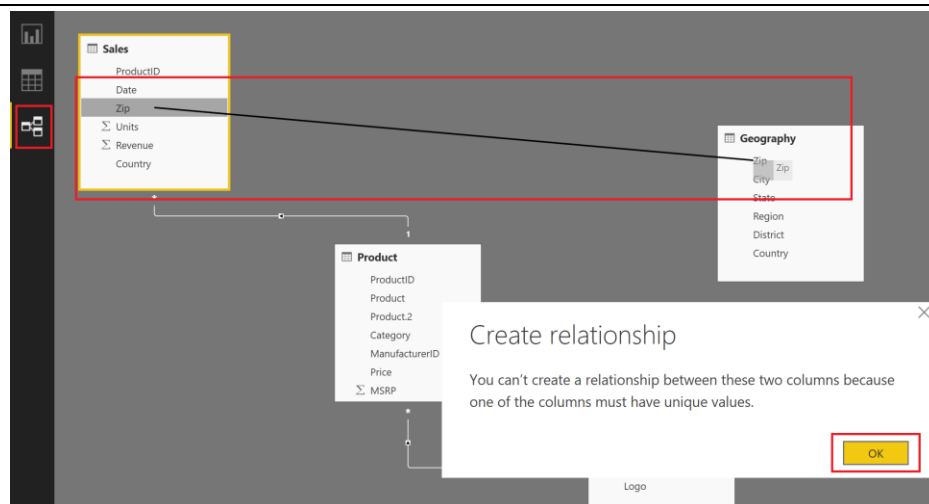 Sales
ProductID
Date
Zip
Σ Units
Σ Revenue
Country
*
1
Geography
Zip
Zip
City
State
Region
District
Country
Product
ProductID
Product
Product.2
Category
ManufacturerID
Price
Σ MSRP
*
Create relationship
You can't create a relationship between these two columns because
one of the columns must have unique values.
OK
Logo